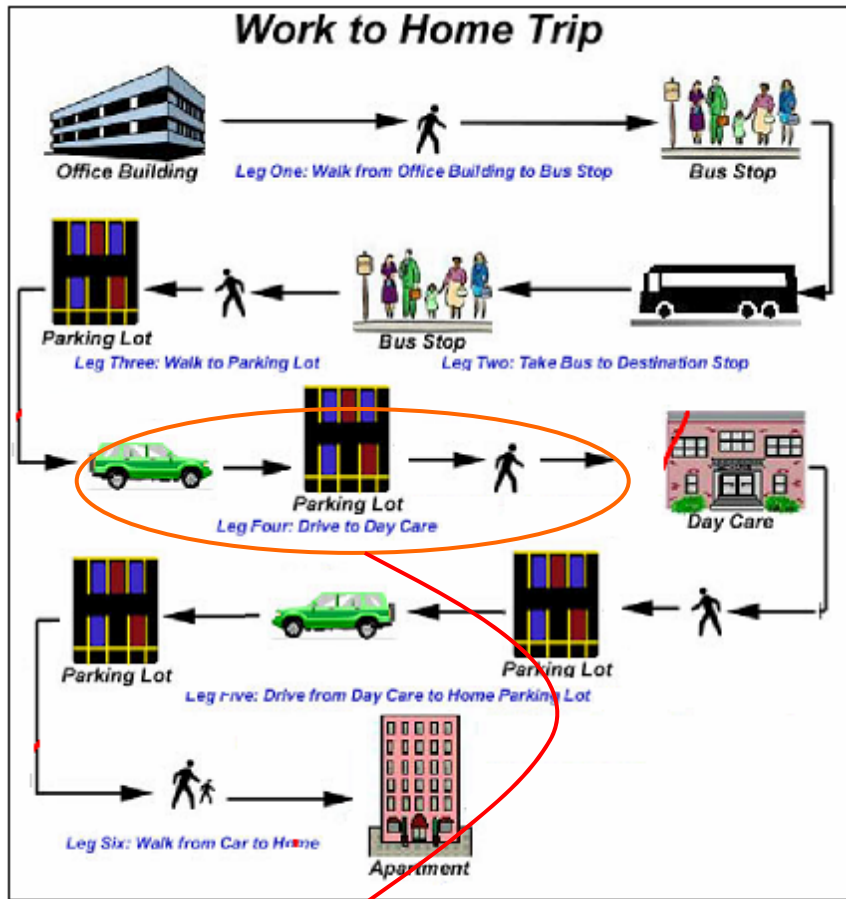 Work to Home Trip
Office Building
Leg One: Walk from Office Building to Bus Stop
Bus Stop
Parking Lot
Bus Stop
Leg Three: Walk to Parking Lot
Leg Two: Take Bus to Destination Stop
Parking Lot
Leg Four: Drive to Day Care
Day Care
Parking Lot
Parking Lot
Leg Five: Drive from Day Care to Home Parking Lot
Leg Six: Walk from Car to Home
Apartment